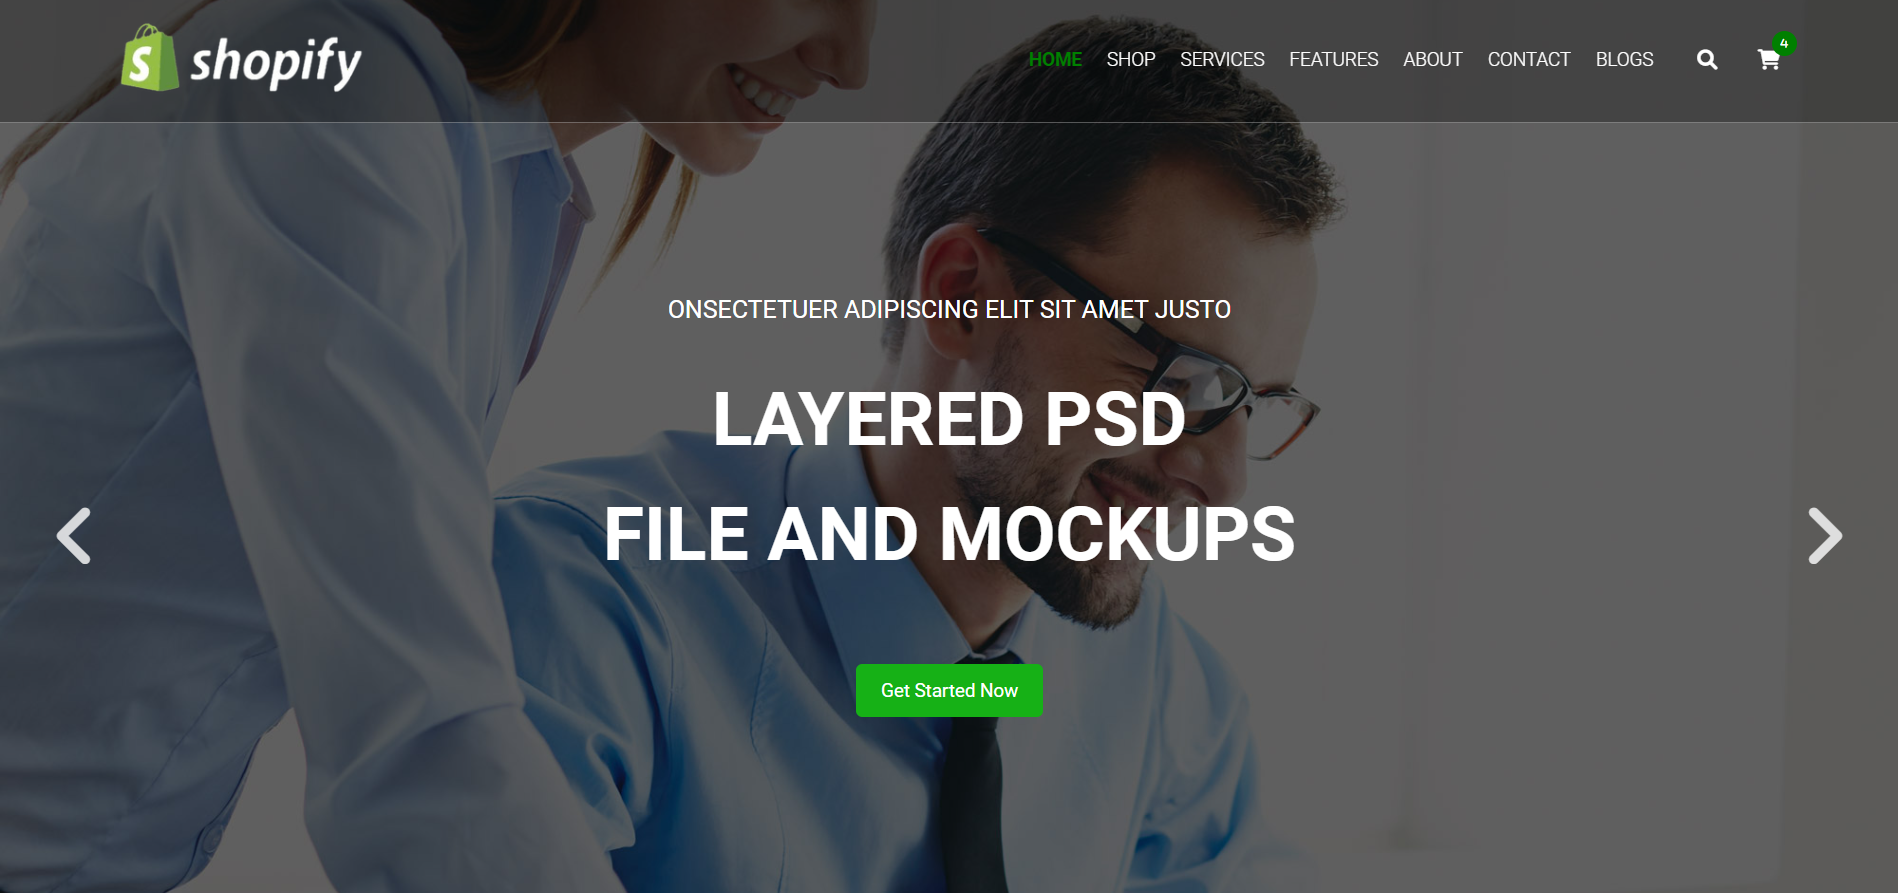 S shopify
HOME SHOP SERVICES FEATURES ABOUT CONTACT BLOGS 4
ONSECTETUER ADIPISCING ELIT SIT AMET JUSTO
LAYERED PSD
FILE AND MOCKUPS
Get Started Now